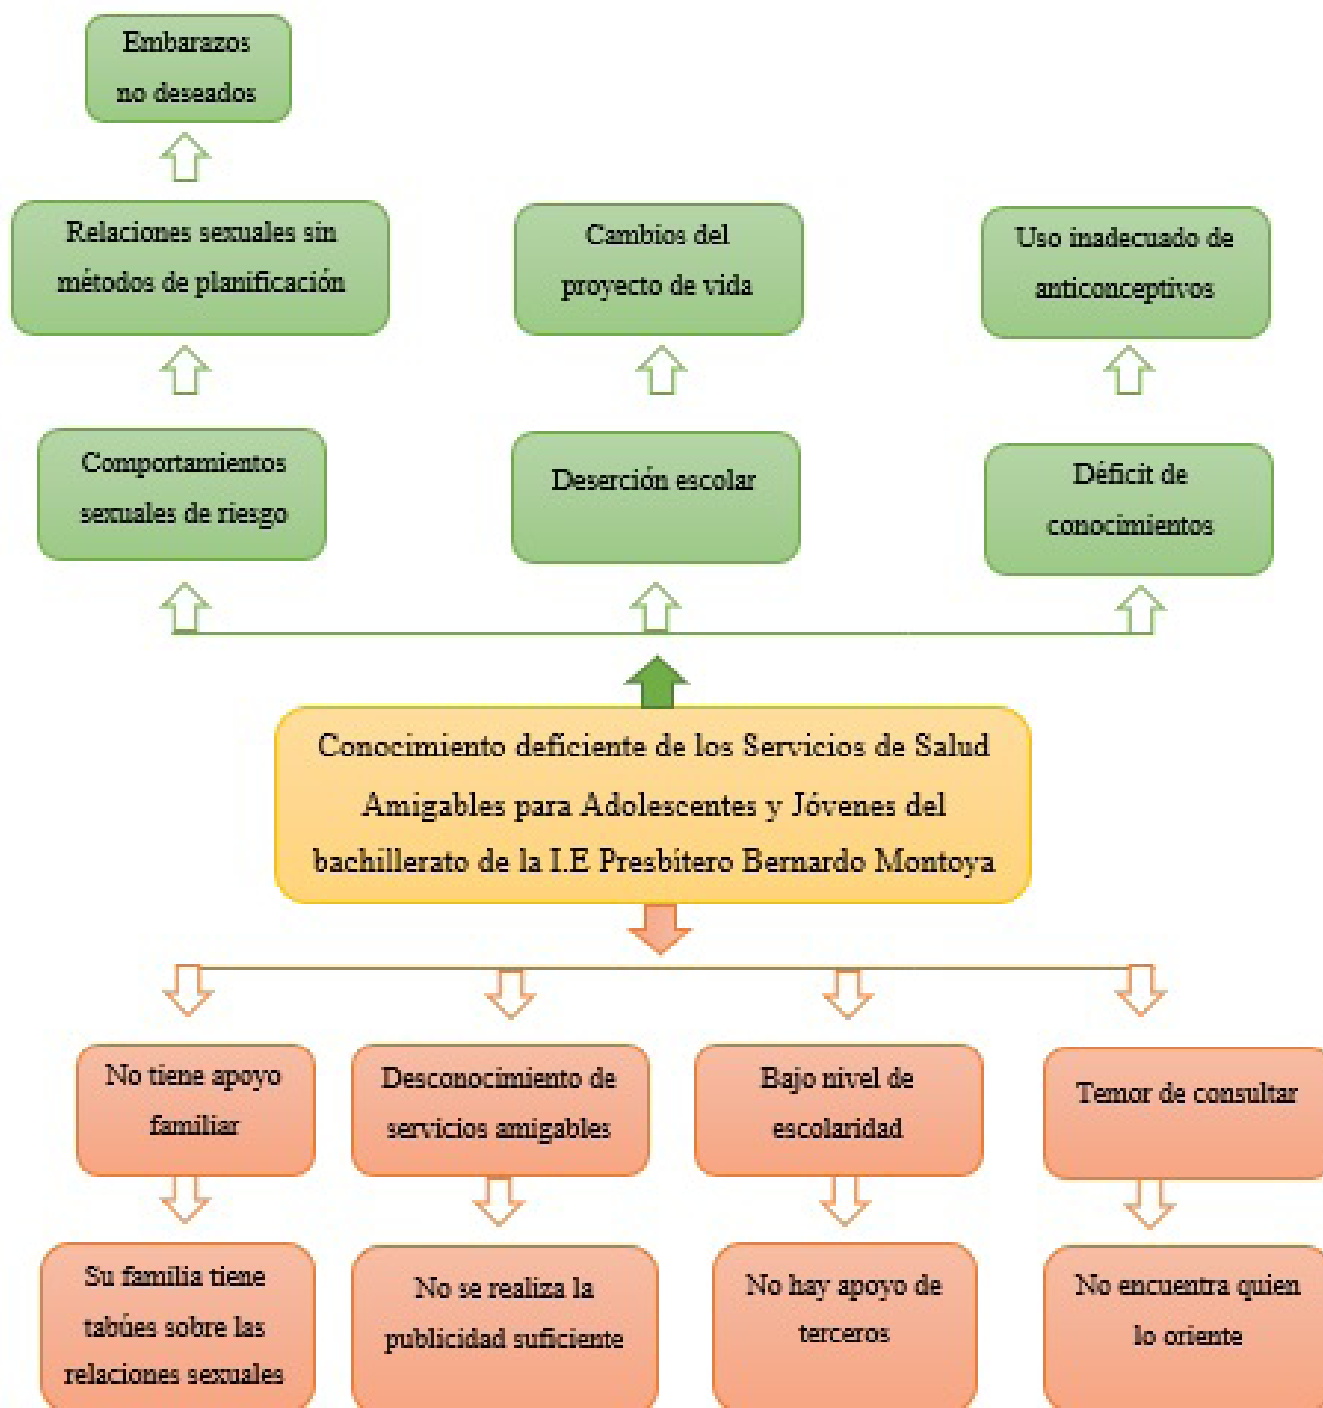 Embarazos
no deseados
Relaciones sexuales sin
métodos de planificación
Cambios del
proyecto de vida
Uso inadecuado de
anticonceptivos
Comportamientos
sexuales de riesgo
Deserción escolar
Déficit de
conocimientos
Conocimiento deficiente de los Servicios de Salud
Amigables para Adolescentes y Jóvenes del
bachillerato de la I.E Presbítero Bernardo Montoya
No tiene apoyo
familiar
Desconocimiento de
servicios amigables
Bajo nivel de
escolaridad
Temor de consultar
Su familia tiene
tabúes sobre las
relaciones sexuales
No se realiza la
publicidad suficiente
No hay apoyo de
terceros
No encuentra quien
lo oriente